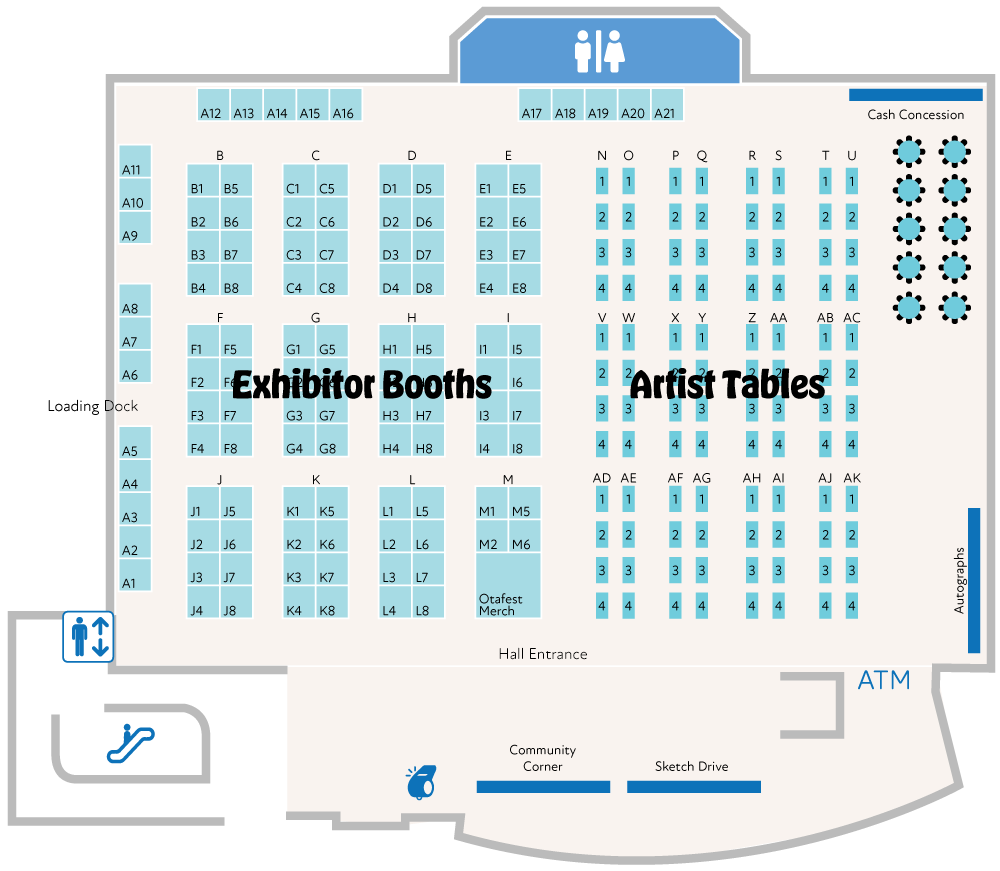 A12 A13 A14 A15 A16 A17 A18 A19 A20 A21
Cash Concession
B C D E N O P Q R S T U
A11
B1 B5 C1 C5 D1 D5 E1 E5 1 1 1 1 1 1 1 1
A10
B2 B6 C2 C6 D2 D6 E2 E6 2 2 2 2 2 2 2 2
A9
B3 B7 C3 C7 D3 D7 E3 E7 3 3 3 3 3 3 3 3
B4 B8 C4 C8 D4 D8 E4 E8 4 4 4 4 4 4 4 4
A8
F G H I V W X Y Z AA AB AC
A7
F1 F5 G1 G5 H1 H5 I1 I5 1 1 1 1 1 1 1 1
A6
F2 I6 2 2 2 2 2
Exhibitor Booths Artist Tables
Loading Dock
F3 F7 G3 G7 H3 H7 I3 I7 3 3 3 3 3 3 3 3
F4 F8 G4 G8 H4 H8 I4 I8 4 4 4 4 4 4 4 4
A5
J K L M AD AE AF AG AH AI AJ AK
A4
J1 J5 K1 K5 L1 L5 M1 M5 1 1 1 1 1 1 1 1
A3
J2 J6 K2 K6 L2 L6 M2 M6 2 2 2 2 2 2 2 2
A2
J3 J7 K3 K7 L3 L7 3 3 3 3 3 3 3 3
A1
J4 J8 K4 K8 L4 L8 4 4 4 4 4 4 4 4
Otafest
Merch
Autographs
Hall Entrance
ATM
Community
Corner
Sketch Drive